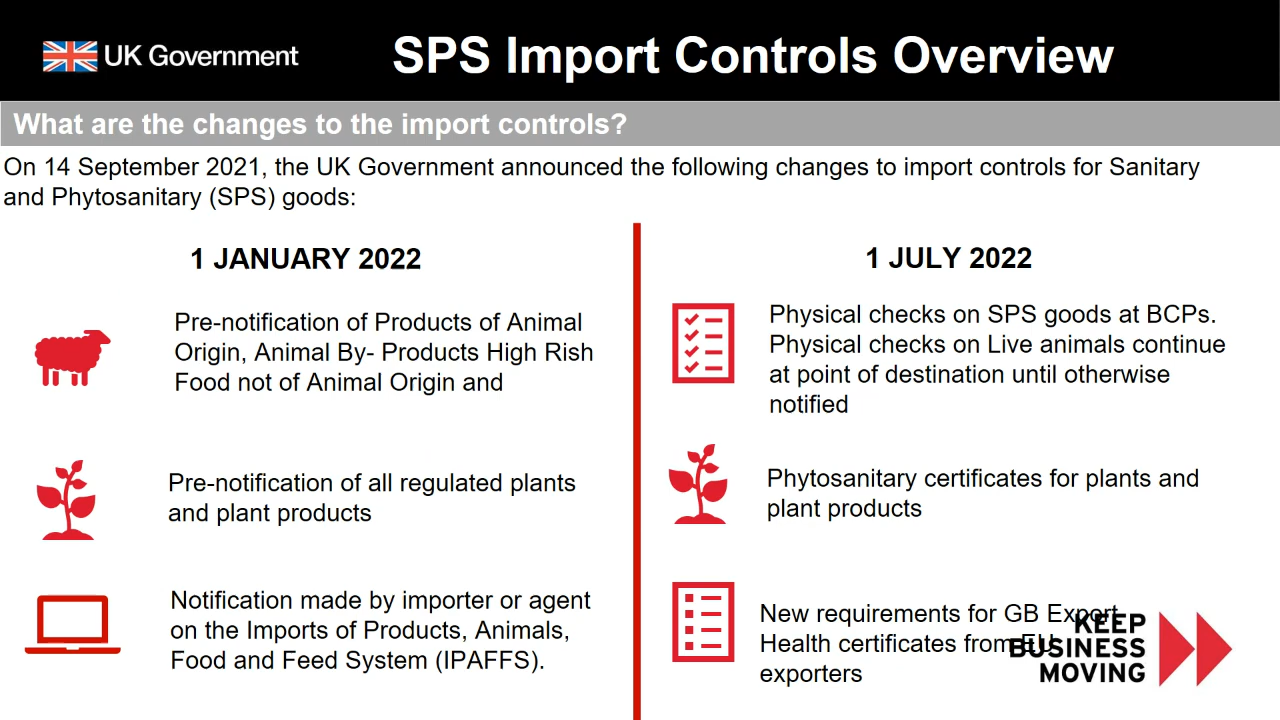 UK Government
SPS Import Controls Overview
What are the changes to the import controls?
On 14 September 2021, the UK Government announced the following changes to import controls for Sanitary
and Phytosanitary (SPS) goods:
1 JANUARY 2022
Pre-notification of Products of Animal
Origin, Animal By- Products High Rish
Food not of Animal Origin and
Pre-notification of all regulated plants
and plant products
Notification made by importer or agent
on the Imports of Products, Animals,
Food and Feed System (IPAFFS).
1 JULY 2022
Physical checks on SPS goods at BCPs.
Physical checks on Live animals continue
at point of destination until otherwise
notified
Phytosanitary certificates for plants and
plant products
New requirements for GB Export
Health certificates from EU
exporters
KEEP
BUSINESS
MOVING